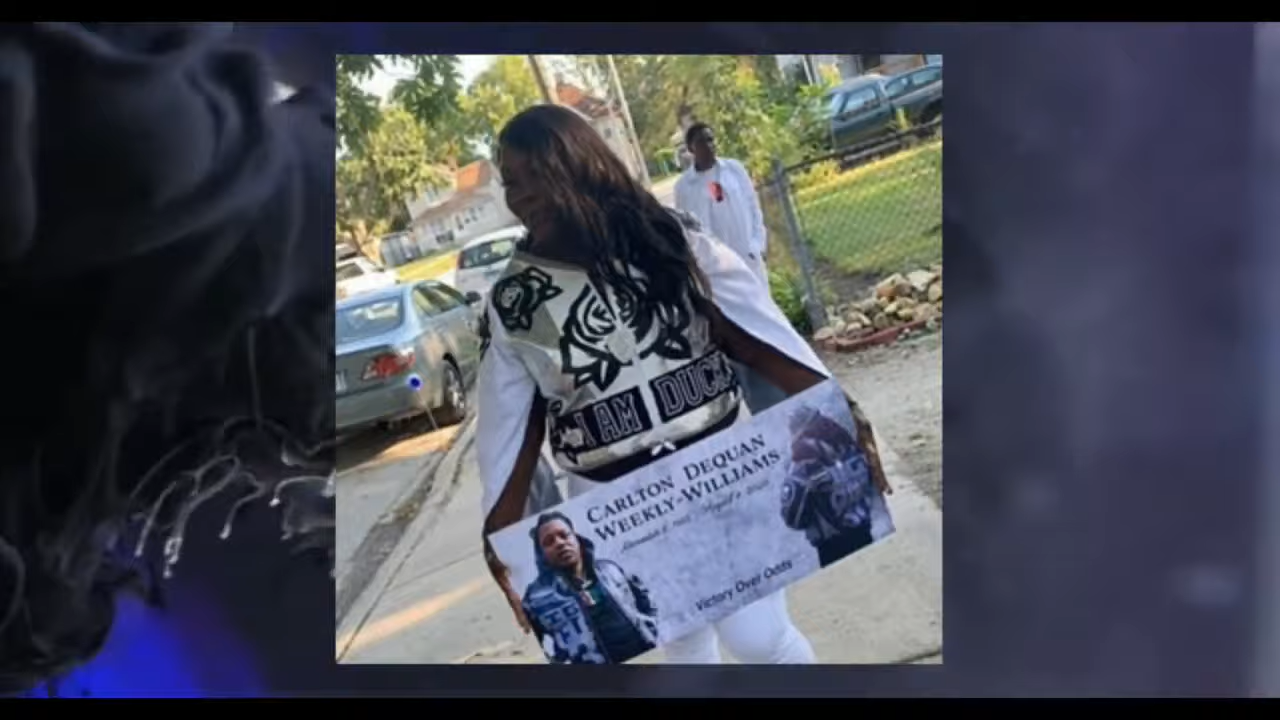 I AM DUCK
CARLTON DEQUAN
WEEKLY-WILLIAMS
Victory Over Odds